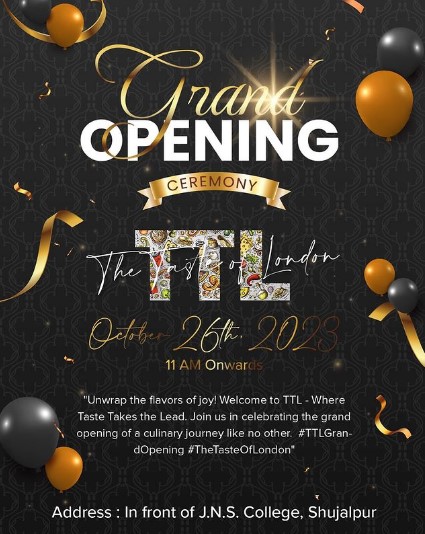 Grand
OPENING
CEREMONY
TTL
The Taste of London
October 26th, 2023
11 AM Onwards
"Unwrap the flavors of joy! Welcome to TTL - Where
Taste Takes the Lead. Join us in celebrating the grand
opening of a culinary journey like no other. #TTLGran-
dOpening #TheTasteOfLondon"
Address : In front of J.N.S. College, Shujalpur